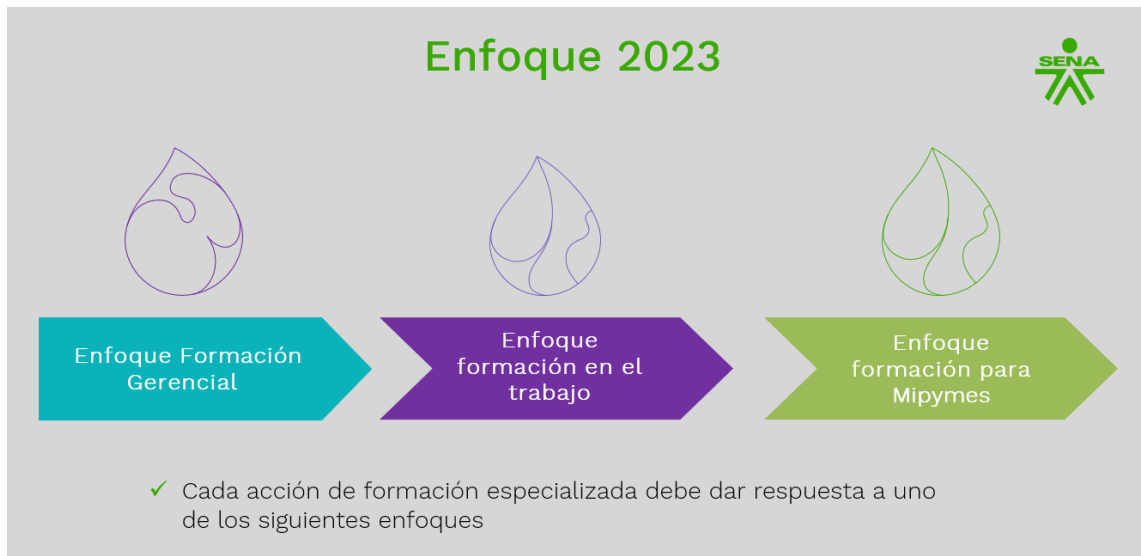 Enfoque 2023
SENA
Enfoque Formación
Gerencial
Enfoque
formación en el
trabajo
Enfoque
formación para
Mipymes
✓ Cada acción de formación especializada debe dar respuesta a uno
de los siguientes enfoques